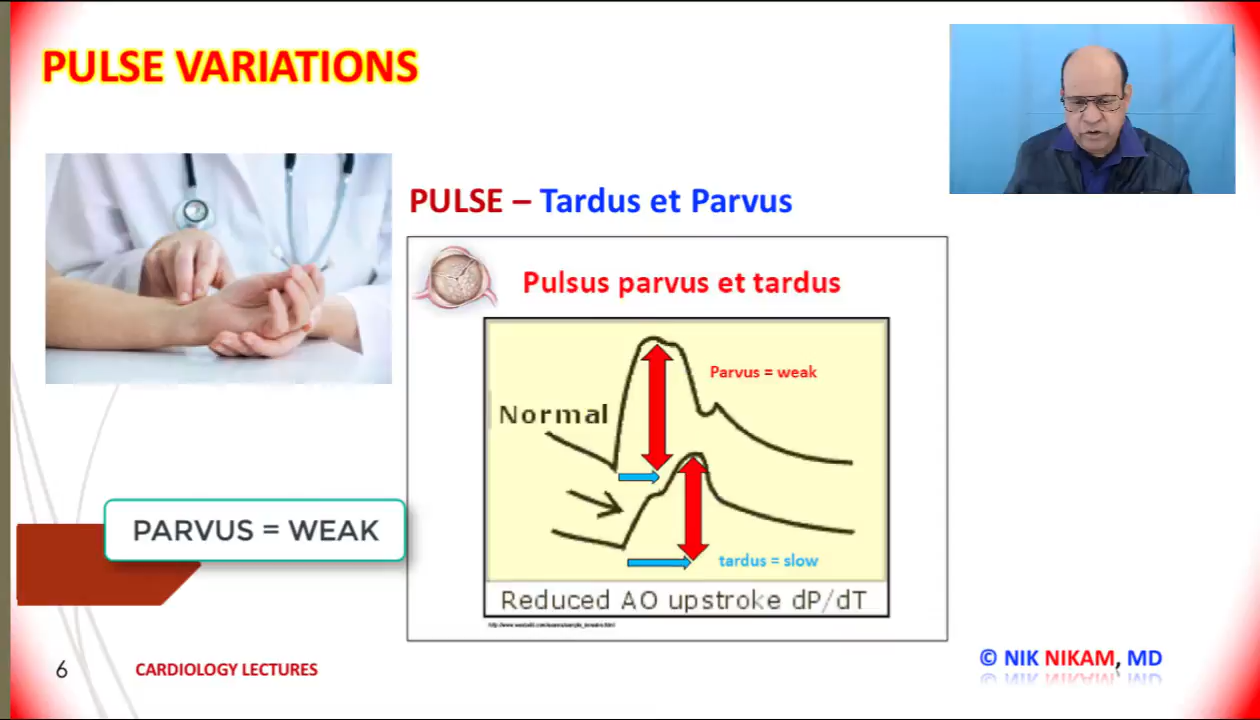 PULSE VARIATIONS
PULSE – Tardus et Parvus
Pulsus parvus et tardus
Parvus = weak
Normal
PARVUS = WEAK
tardus = slow
Reduced AO upstroke dP/dT
6
CARDIOLOGY LECTURES
© NIK NIKAM, MD